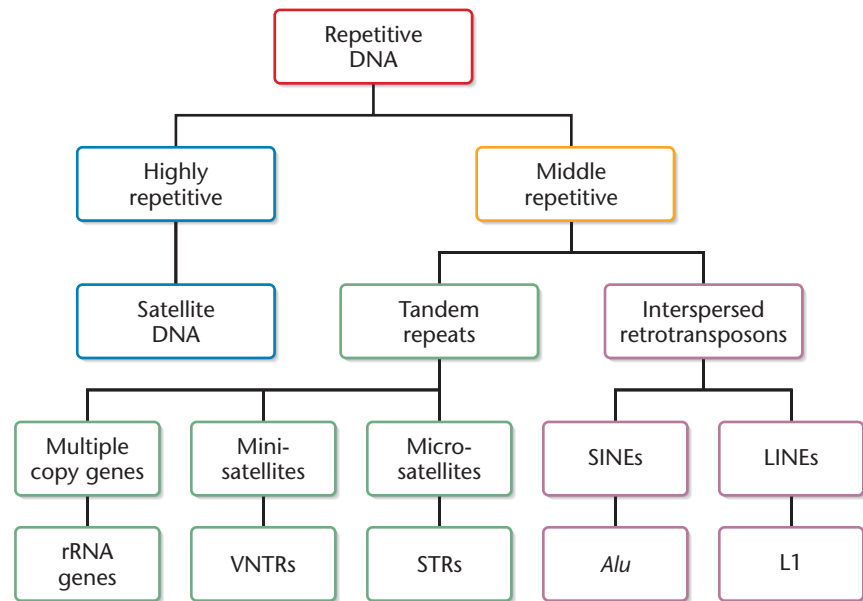 Repetitive
DNA
Highly
repetitive
Middle
repetitive
Satellite
DNA
Tandem
repeats
Interspersed
retrotransposons
Multiple
copy genes
Mini-
satellites
Micro-
satellites
SINEs
LINEs
rRNA
genes
VNTRs
STRs
Alu
L1